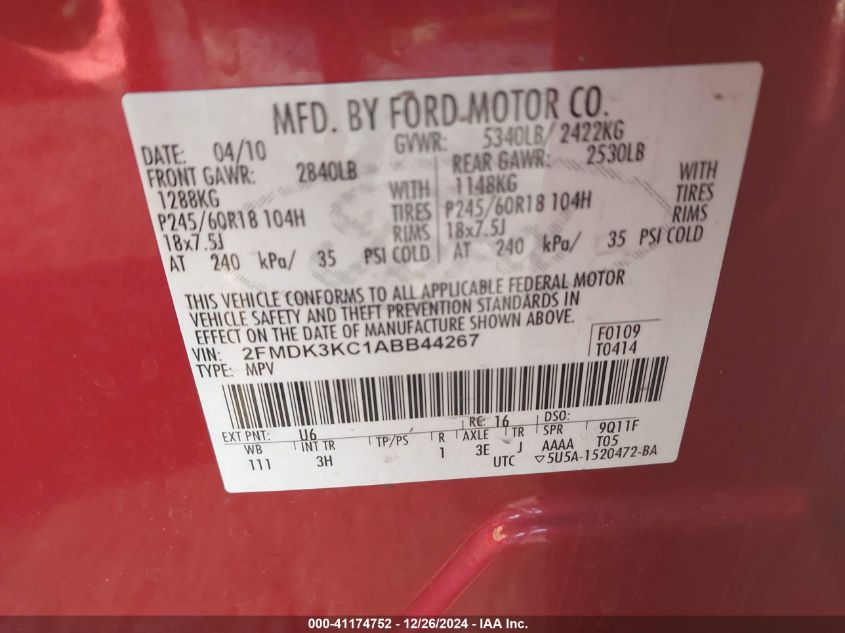 MFD. BY FORD MOTOR CO.
DATE: 04/10 GVWR: 5340LB/ 2422KG
FRONT GAWR: 2840LB REAR GAWR: 2530LB
1288KG WITH 1148KG WITH
P245/60R18 104H TIRES P245/60R18 104H TIRES
18x7.5J RIMS 18x7.5J RIMS
AT 240 kPa/ 35 PSI COLD AT 240 kPa/ 35 PSI COLD
THIS VEHICLE CONFORMS TO ALL APPLICABLE FEDERAL MOTOR
VEHICLE SAFETY AND THEFT PREVENTION STANDARDS IN
EFFECT ON THE DATE OF MANUFACTURE SHOWN ABOVE.
VIN: 2FMDK3KC1ABB44267 F0109
TYPE: MPV T0414
EXT PNT: U6 RC: 16 DSO:
WB INT TR TP/PS R AXLE TR SPR 9Q11F
111 3H 1 3E J AAAA T05
UTC ▽5U5A-1520472-BA
000-41174752 - 12/26/2024 - IAA Inc.